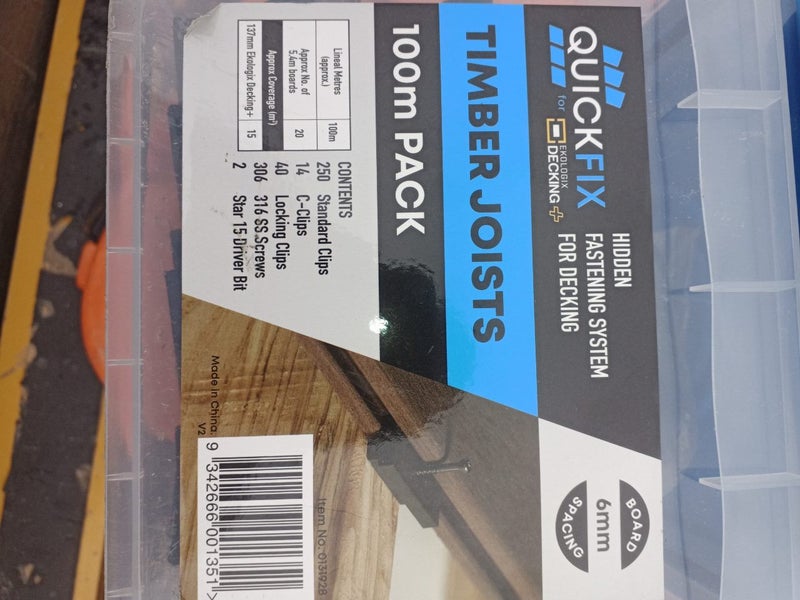 QUICKFIX
for EKOLOGIX DECKING+
HIDDEN
FASTENING SYSTEM
FOR DECKING
BOARD
6mm
SPACING
TIMBER JOISTS
100m PACK
Lineal Metres (approx.) 100m
Approx No. of 5.4m boards 20
Approx Coverage (m²)
137mm Ekologix Decking+ 15
CONTENTS
250 Standard Clips
14 C-Clips
40 Locking Clips
306 316 SS Screws
2 Star 15 Driver Bit
Item No. 0131928
Made in China.
V2
9 342666 001351 >